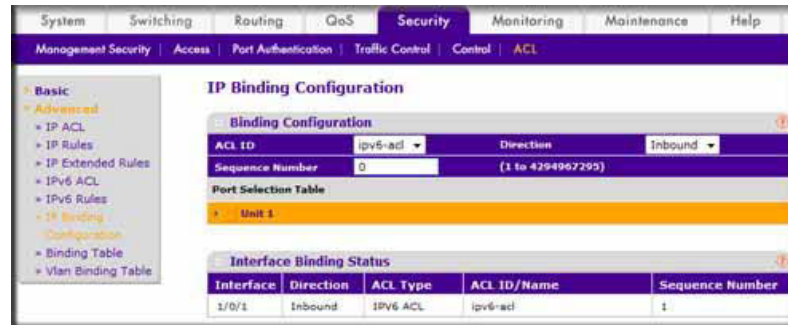 System Switching Routing QoS Security Monitoring Maintenance Help
Management Security | Access | Port Authentication | Traffic Control | Control | ACL
Basic
Advanced
» IP ACL
» IP Rules
» IP Extended Rules
» IPv6 ACL
» IPv6 Rules
» IP Binding
Configuration
» Binding Table
» Vlan Binding Table
IP Binding Configuration
Binding Configuration
ACL ID ipv6-acl Direction Inbound
Sequence Number 0 (1 to 4294967295)
Port Selection Table
Unit 1
Interface Binding Status
Interface Direction ACL Type ACL ID/Name Sequence Number
1/0/1 Inbound IPV6 ACL ipv6-acl 1